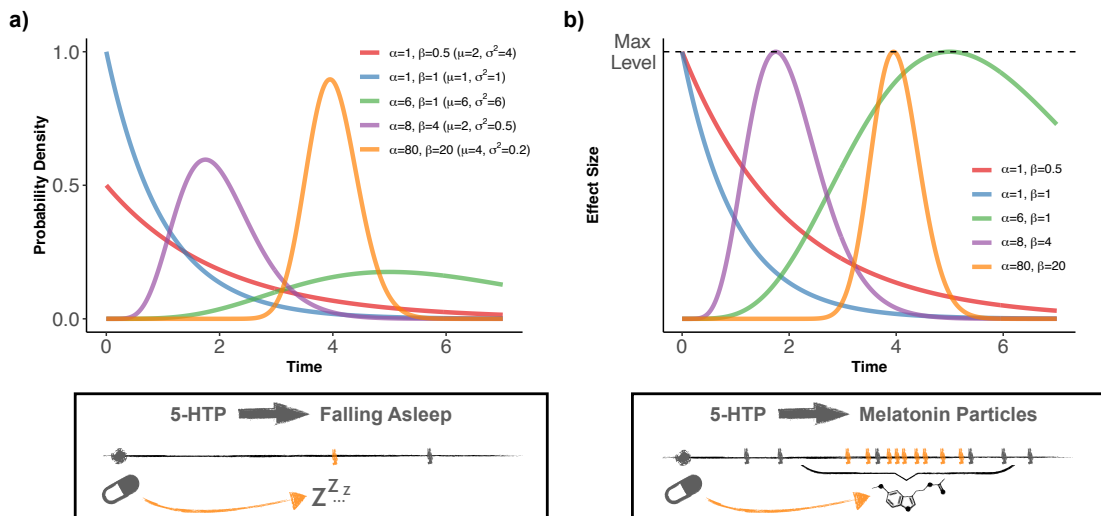 a)
Probability Density
1.0
0.5
0.0
0
2
4
6
Time
α=1, β=0.5 (μ=2, σ²=4)
α=1, β=1 (μ=1, σ²=1)
α=6, β=1 (μ=6, σ²=6)
α=8, β=4 (μ=2, σ²=0.5)
α=80, β=20 (μ=4, σ²=0.2)
5-HTP Falling Asleep
Z Z Z
...
b)
Max
Level
Effect Size
0
2
4
6
Time
α=1, β=0.5
α=1, β=1
α=6, β=1
α=8, β=4
α=80, β=20
5-HTP Melatonin Particles